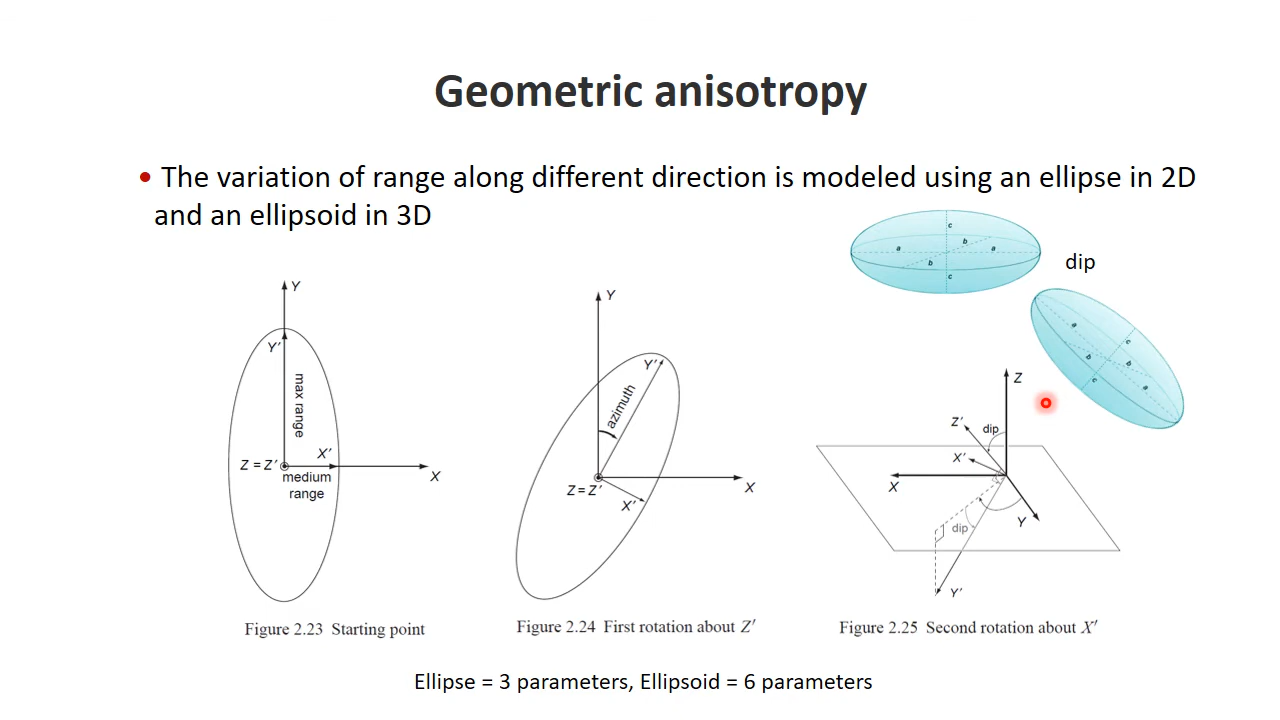 Geometric anisotropy
• The variation of range along different direction is modeled using an ellipse in 2D
and an ellipsoid in 3D
c
b
a
a
b
c
dip
a
c
b
b
c
a
Y
Y′
max range
X′
Z = Z′
medium
range
X
Figure 2.23 Starting point
Y
Y′
azimuth
Z = Z′
X′
X
Figure 2.24 First rotation about Z′
Z
Z′
dip
X′
X
Y
dip
Y′
Figure 2.25 Second rotation about X′
Ellipse = 3 parameters, Ellipsoid = 6 parameters